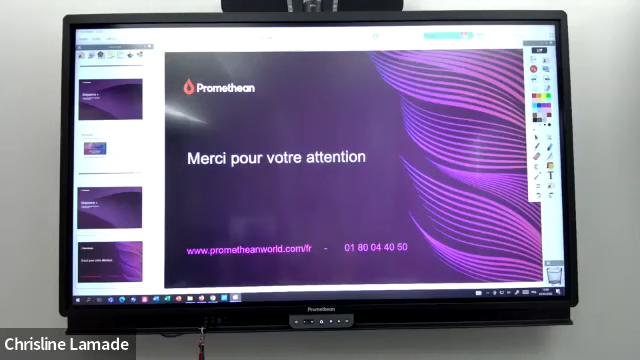 Promethean
Merci pour votre attention
www.prometheanworld.com/fr - 01 80 04 40 50
Promethean
Chrisline Lamade